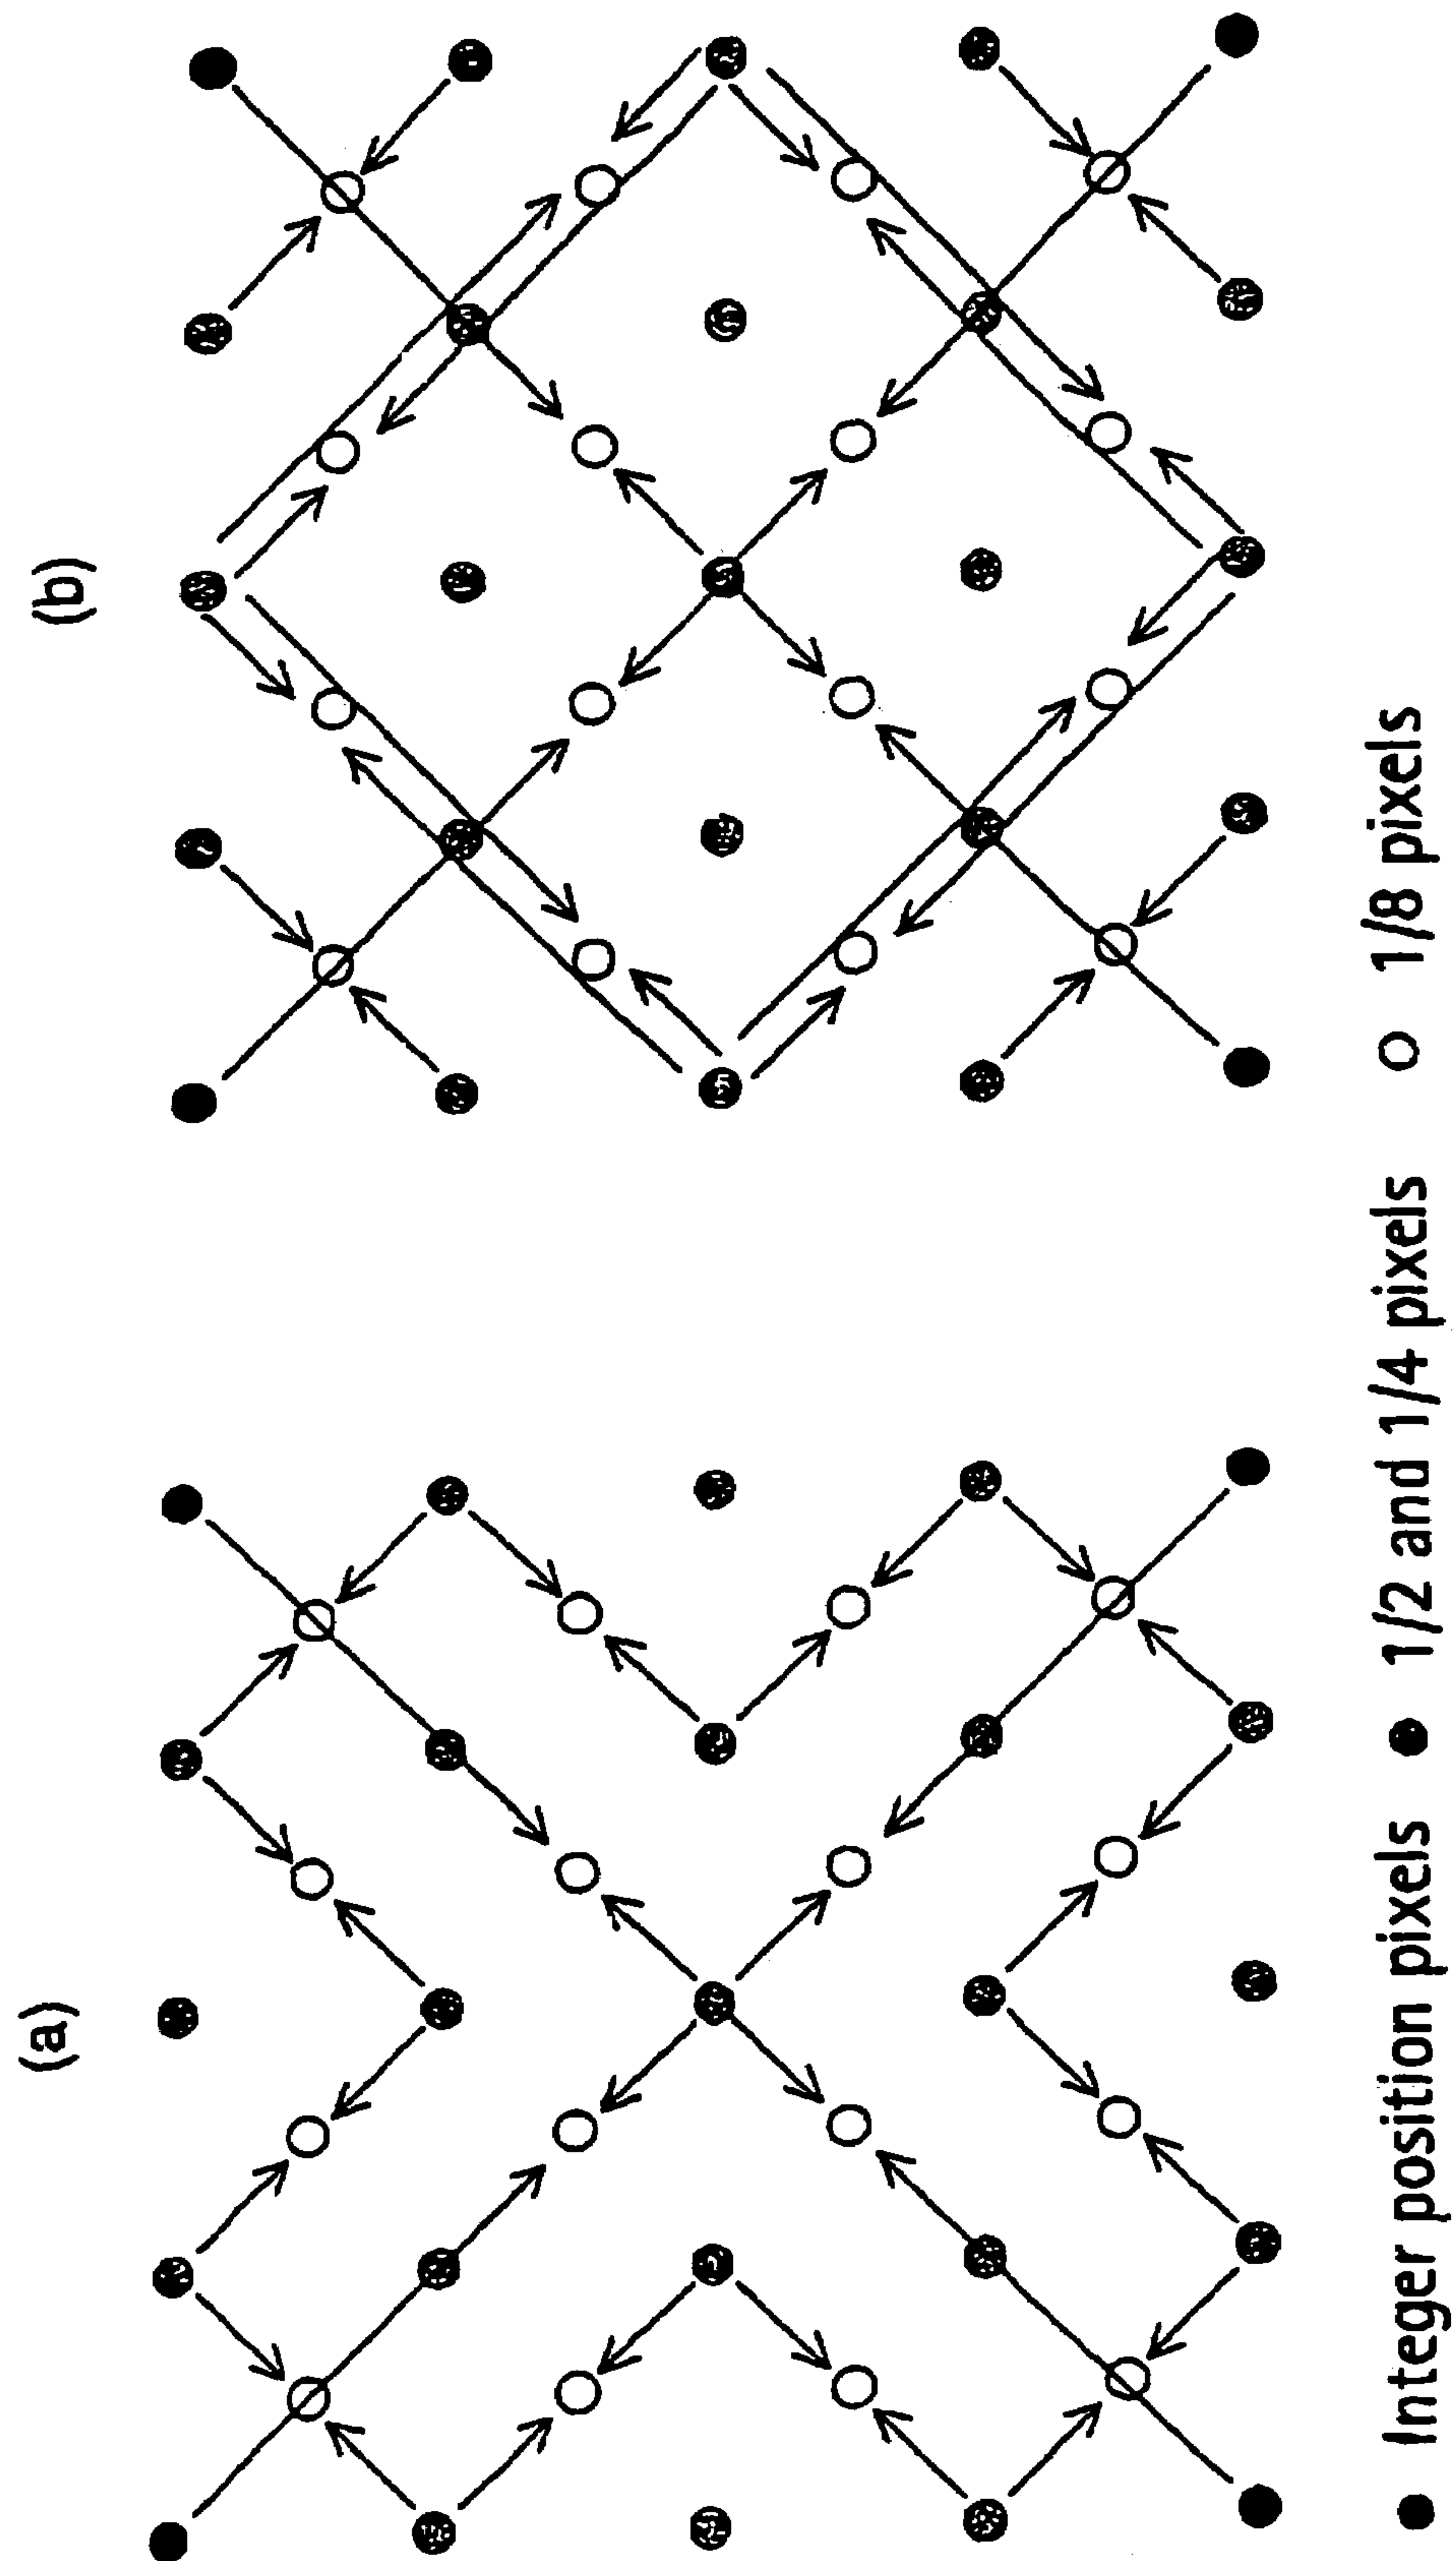 (a)
(b)
Integer position pixels
1/2 and 1/4 pixels
1/8 pixels